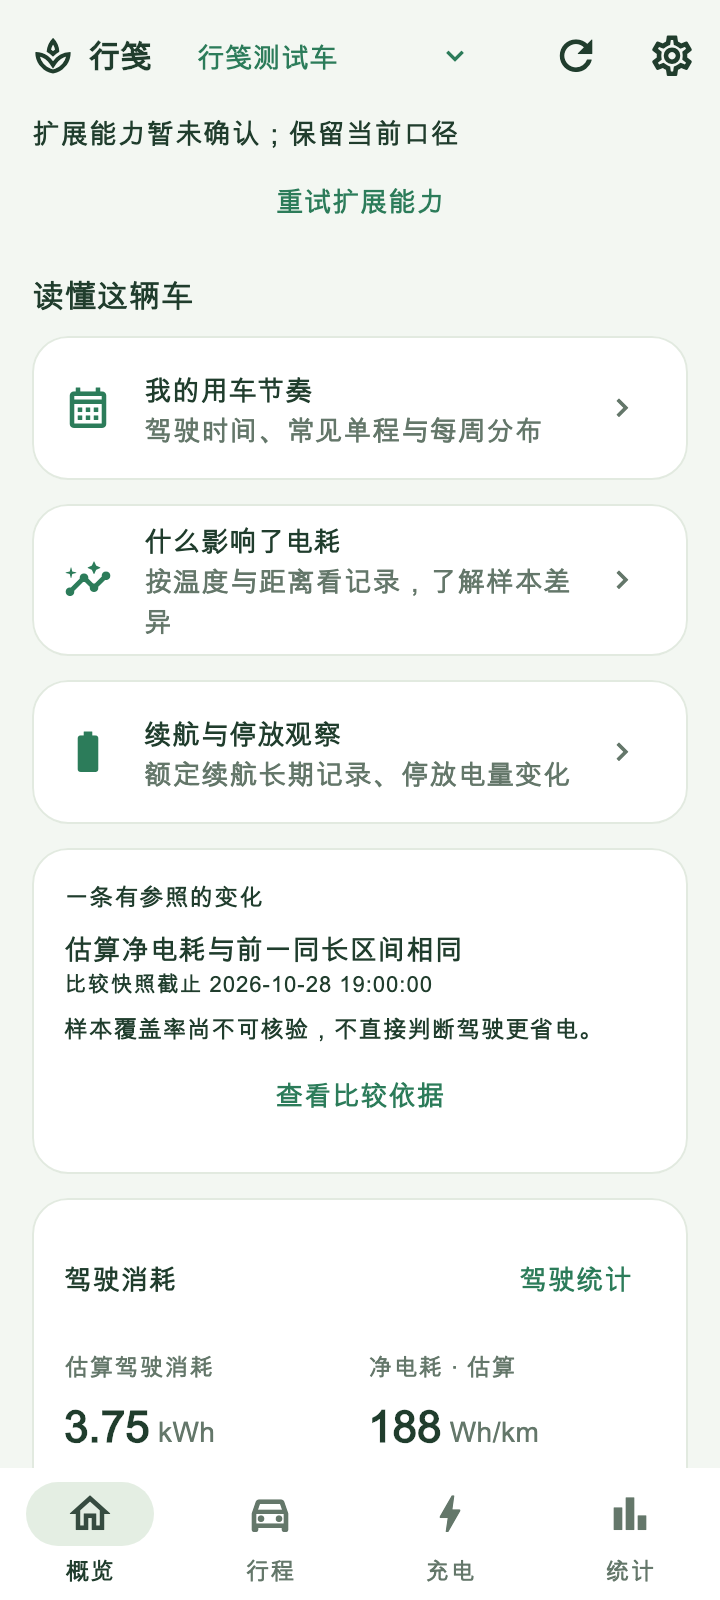 行笺
行笺测试车
扩展能力暂未确认；保留当前口径
重试扩展能力
读懂这辆车
我的用车节奏
驾驶时间、常见单程与每周分布
什么影响了电耗
按温度与距离看记录，了解样本差
异
续航与停放观察
额定续航长期记录、停放电量变化
一条有参照的变化
估算净电耗与前一同长区间相同
比较快照截止 2026-10-28 19:00:00
样本覆盖率尚不可核验，不直接判断驾驶更省电。
查看比较依据
驾驶消耗
驾驶统计
估算驾驶消耗
净电耗 · 估算
3.75 kWh
188 Wh/km
概览
行程
充电
统计